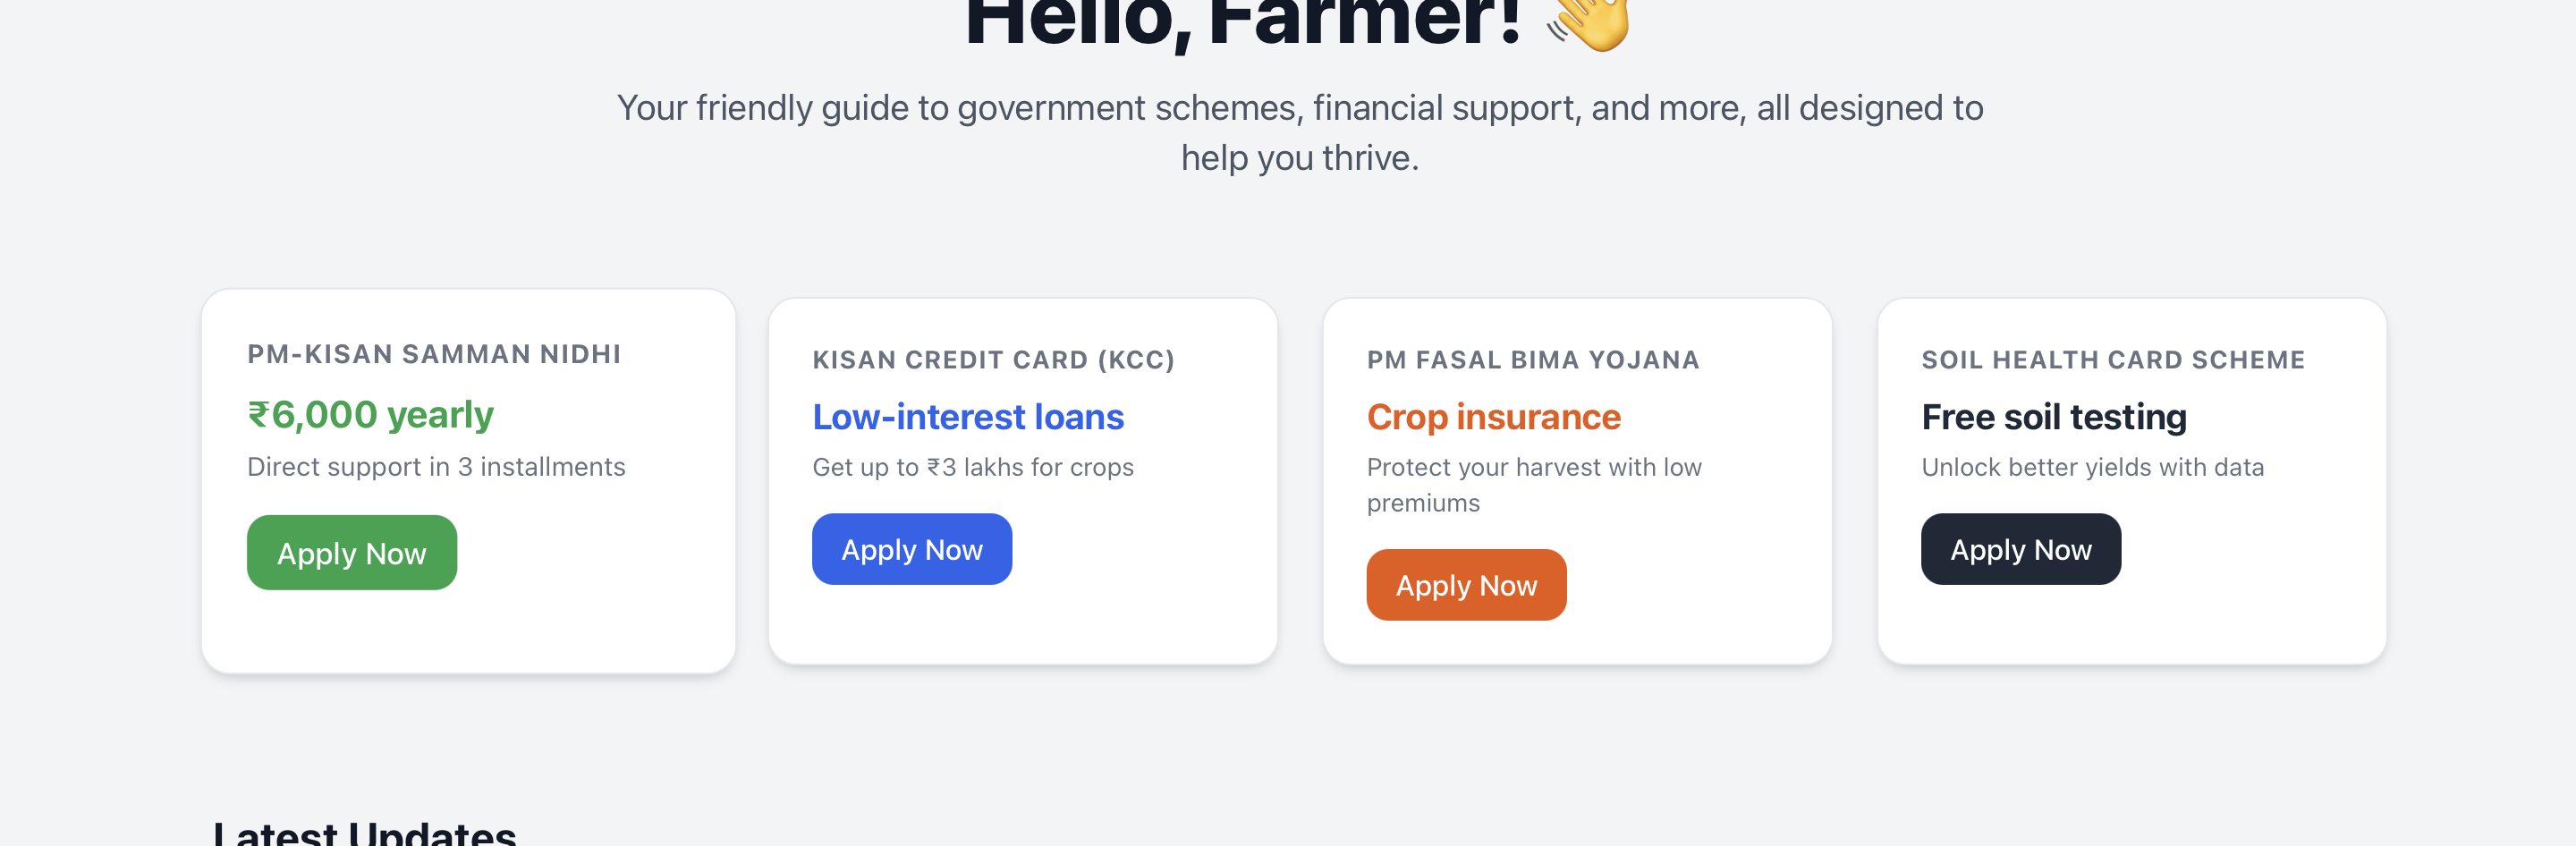 Hello, Farmer! 👋
Your friendly guide to government schemes, financial support, and more, all designed to
help you thrive.
PM-KISAN SAMMAN NIDHI
₹6,000 yearly
Direct support in 3 installments
Apply Now
KISAN CREDIT CARD (KCC)
Low-interest loans
Get up to ₹3 lakhs for crops
Apply Now
PM FASAL BIMA YOJANA
Crop insurance
Protect your harvest with low
premiums
Apply Now
SOIL HEALTH CARD SCHEME
Free soil testing
Unlock better yields with data
Apply Now
Latest Updates